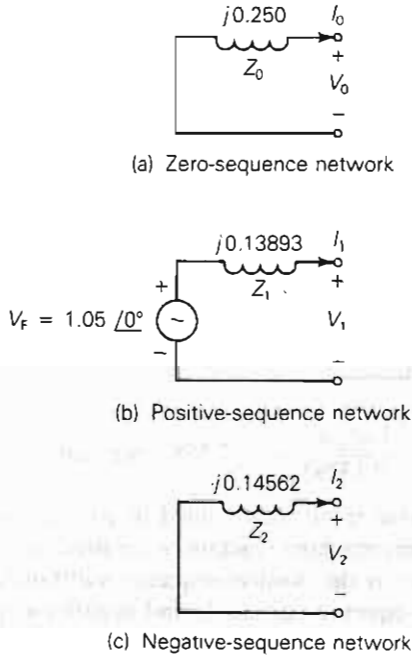 j0.250 I₀
Z₀
+
V₀
−
(a) Zero-sequence network
j0.13893 I₁
Z₁
+
+
V_F = 1.05 /0°
~
V₁
−
−
(b) Positive-sequence network
j0.14562 I₂
Z₂
+
V₂
−
(c) Negative-sequence network